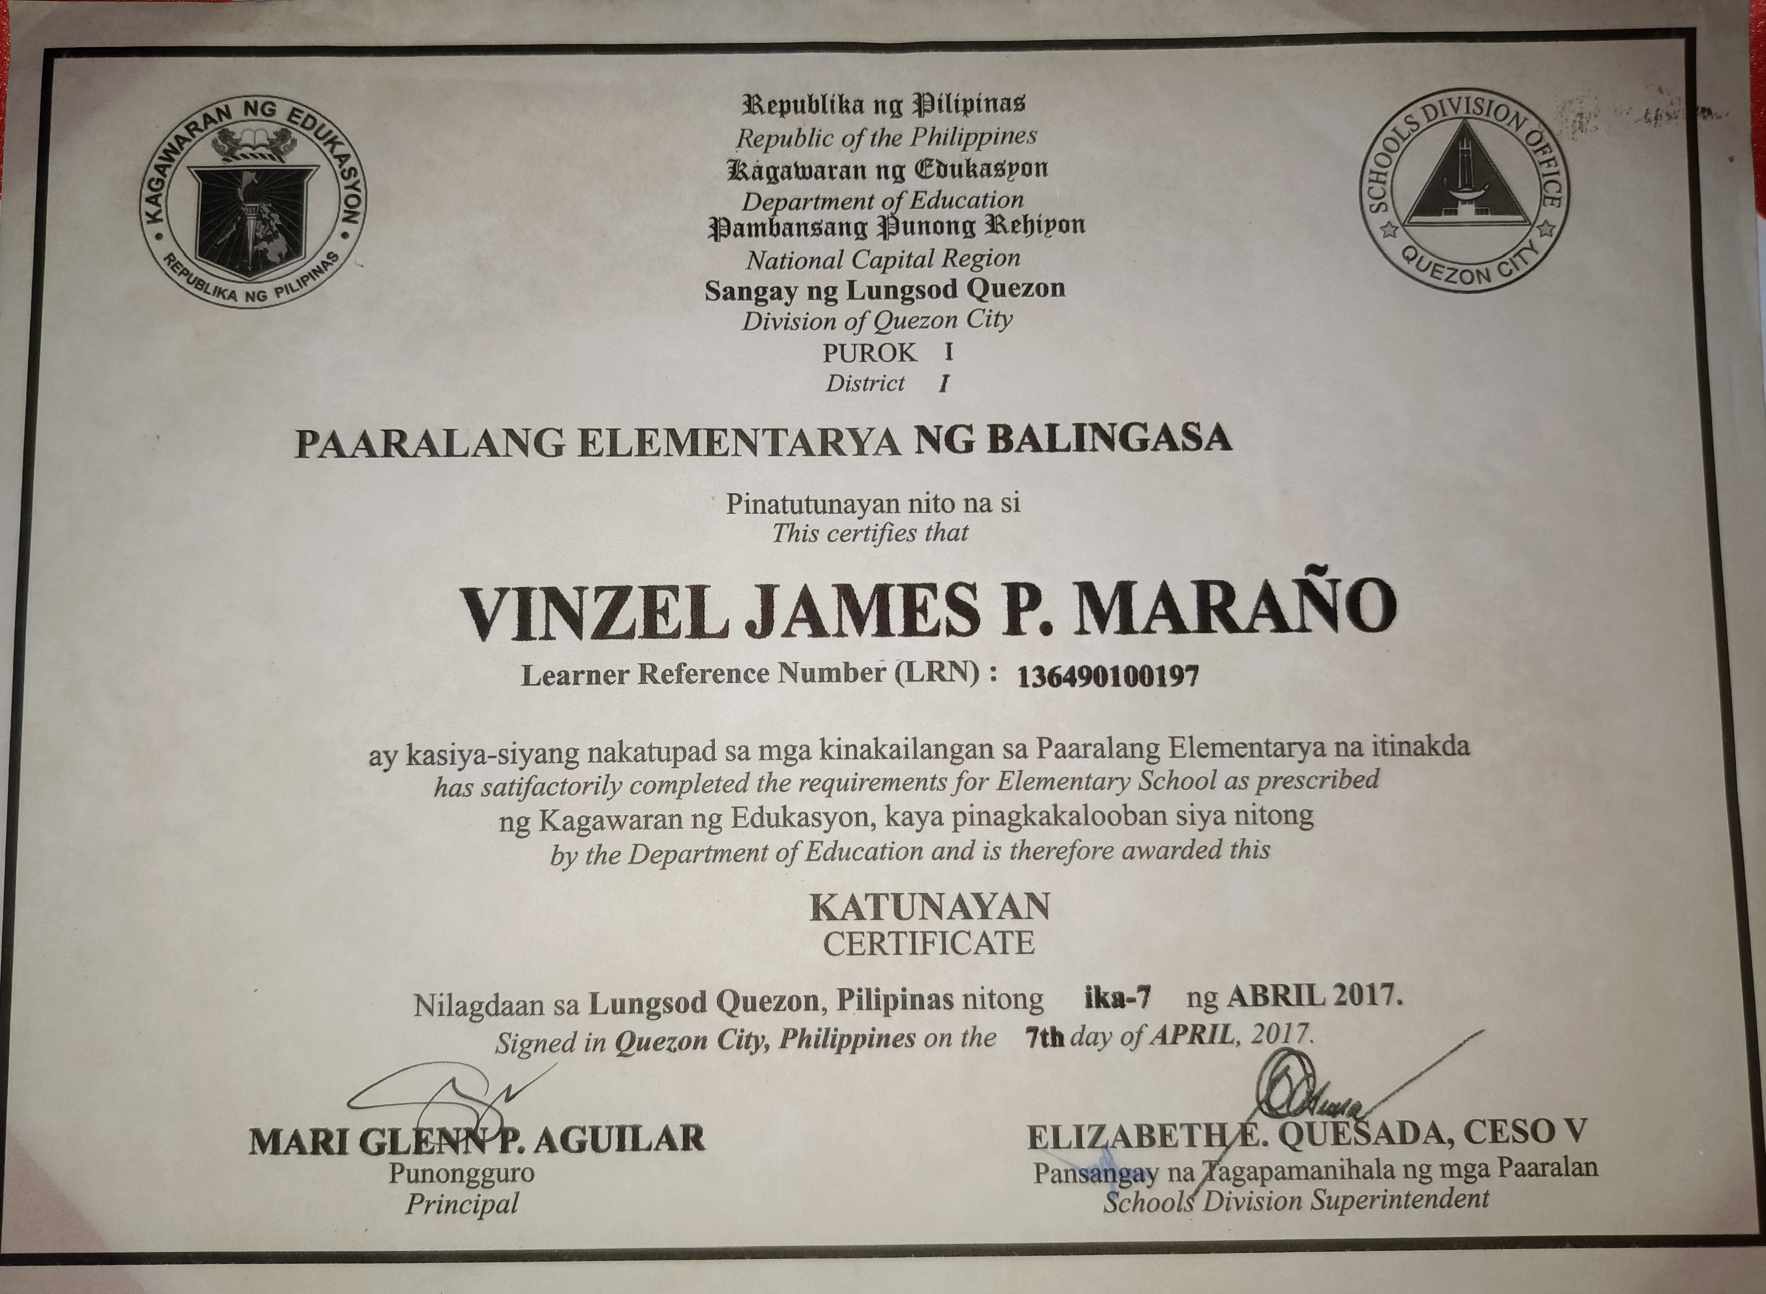 KAGAWARAN NG EDUKASYON
REPUBLIKA NG PILIPINAS
SCHOOLS DIVISION OFFICE
QUEZON CITY
Republika ng Pilipinas
Republic of the Philippines
Kagawaran ng Edukasyon
Department of Education
Pambansang Punong Rehiyon
National Capital Region
Sangay ng Lungsod Quezon
Division of Quezon City
PUROK I
District I
PAARALANG ELEMENTARYA NG BALINGASA
Pinatutunayan nito na si
This certifies that
VINZEL JAMES P. MARAÑO
Learner Reference Number (LRN) : 136490100197
ay kasiya-siyang nakatupad sa mga kinakailangan sa Paaralang Elementarya na itinakda
has satifactorily completed the requirements for Elementary School as prescribed
ng Kagawaran ng Edukasyon, kaya pinagkakalooban siya nitong
by the Department of Education and is therefore awarded this
KATUNAYAN
CERTIFICATE
Nilagdaan sa Lungsod Quezon, Pilipinas nitong ika-7 ng ABRIL 2017.
Signed in Quezon City, Philippines on the 7th day of APRIL, 2017.
MARI GLENN P. AGUILAR
Punongguro
Principal
ELIZABETH E. QUESADA, CESO V
Pansangay na Tagapamanihala ng mga Paaralan
Schools Division Superintendent